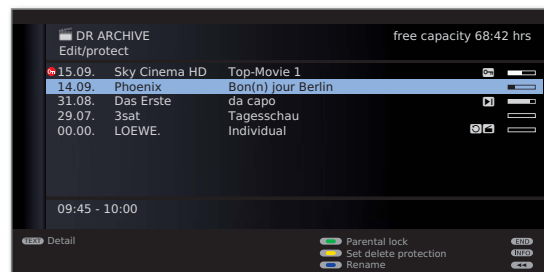 DR ARCHIVE free capacity 68:42 hrs
Edit/protect
15.09. Sky Cinema HD Top-Movie 1
14.09. Phoenix Bon(n) jour Berlin
31.08. Das Erste da capo
29.07. 3sat Tagesschau
00.00. LOEWE. Individual
09:45 - 10:00
TEXT Detail Parental lock END
Set delete protection INFO
Rename